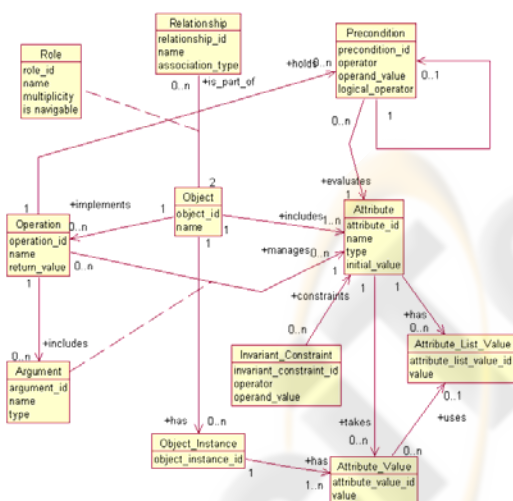 Relationship
relationship_id
name
association_type
Role
role_id
name
multiplicity
is navigable
Precondition
precondition_id
operator
operand_value
logical_operator
+holds
0..n
0..1
1
0..n
+is_part_of
0..n
+evaluates
1
2
Object
object_id
name
1
+implements
1
0..n
Operation
operation_id
name
return_value
1
0..n
1
+includes
1..n
+manages
0..n
Attribute
attribute_id
name
type
initial_value
1
1
1
1
+constraints
0..n
+has
0..n
Attribute_List_Value
attribute_list_value_id
value
0..1
+uses
0..n
Invariant_Constraint
invariant_constraint_id
operator
operand_value
+includes
0..n
Argument
argument_id
name
type
+has
0..n
Object_Instance
object_instance_id
1
+has
1..n
+takes
0..n
Attribute_Value
attribute_value_id
value